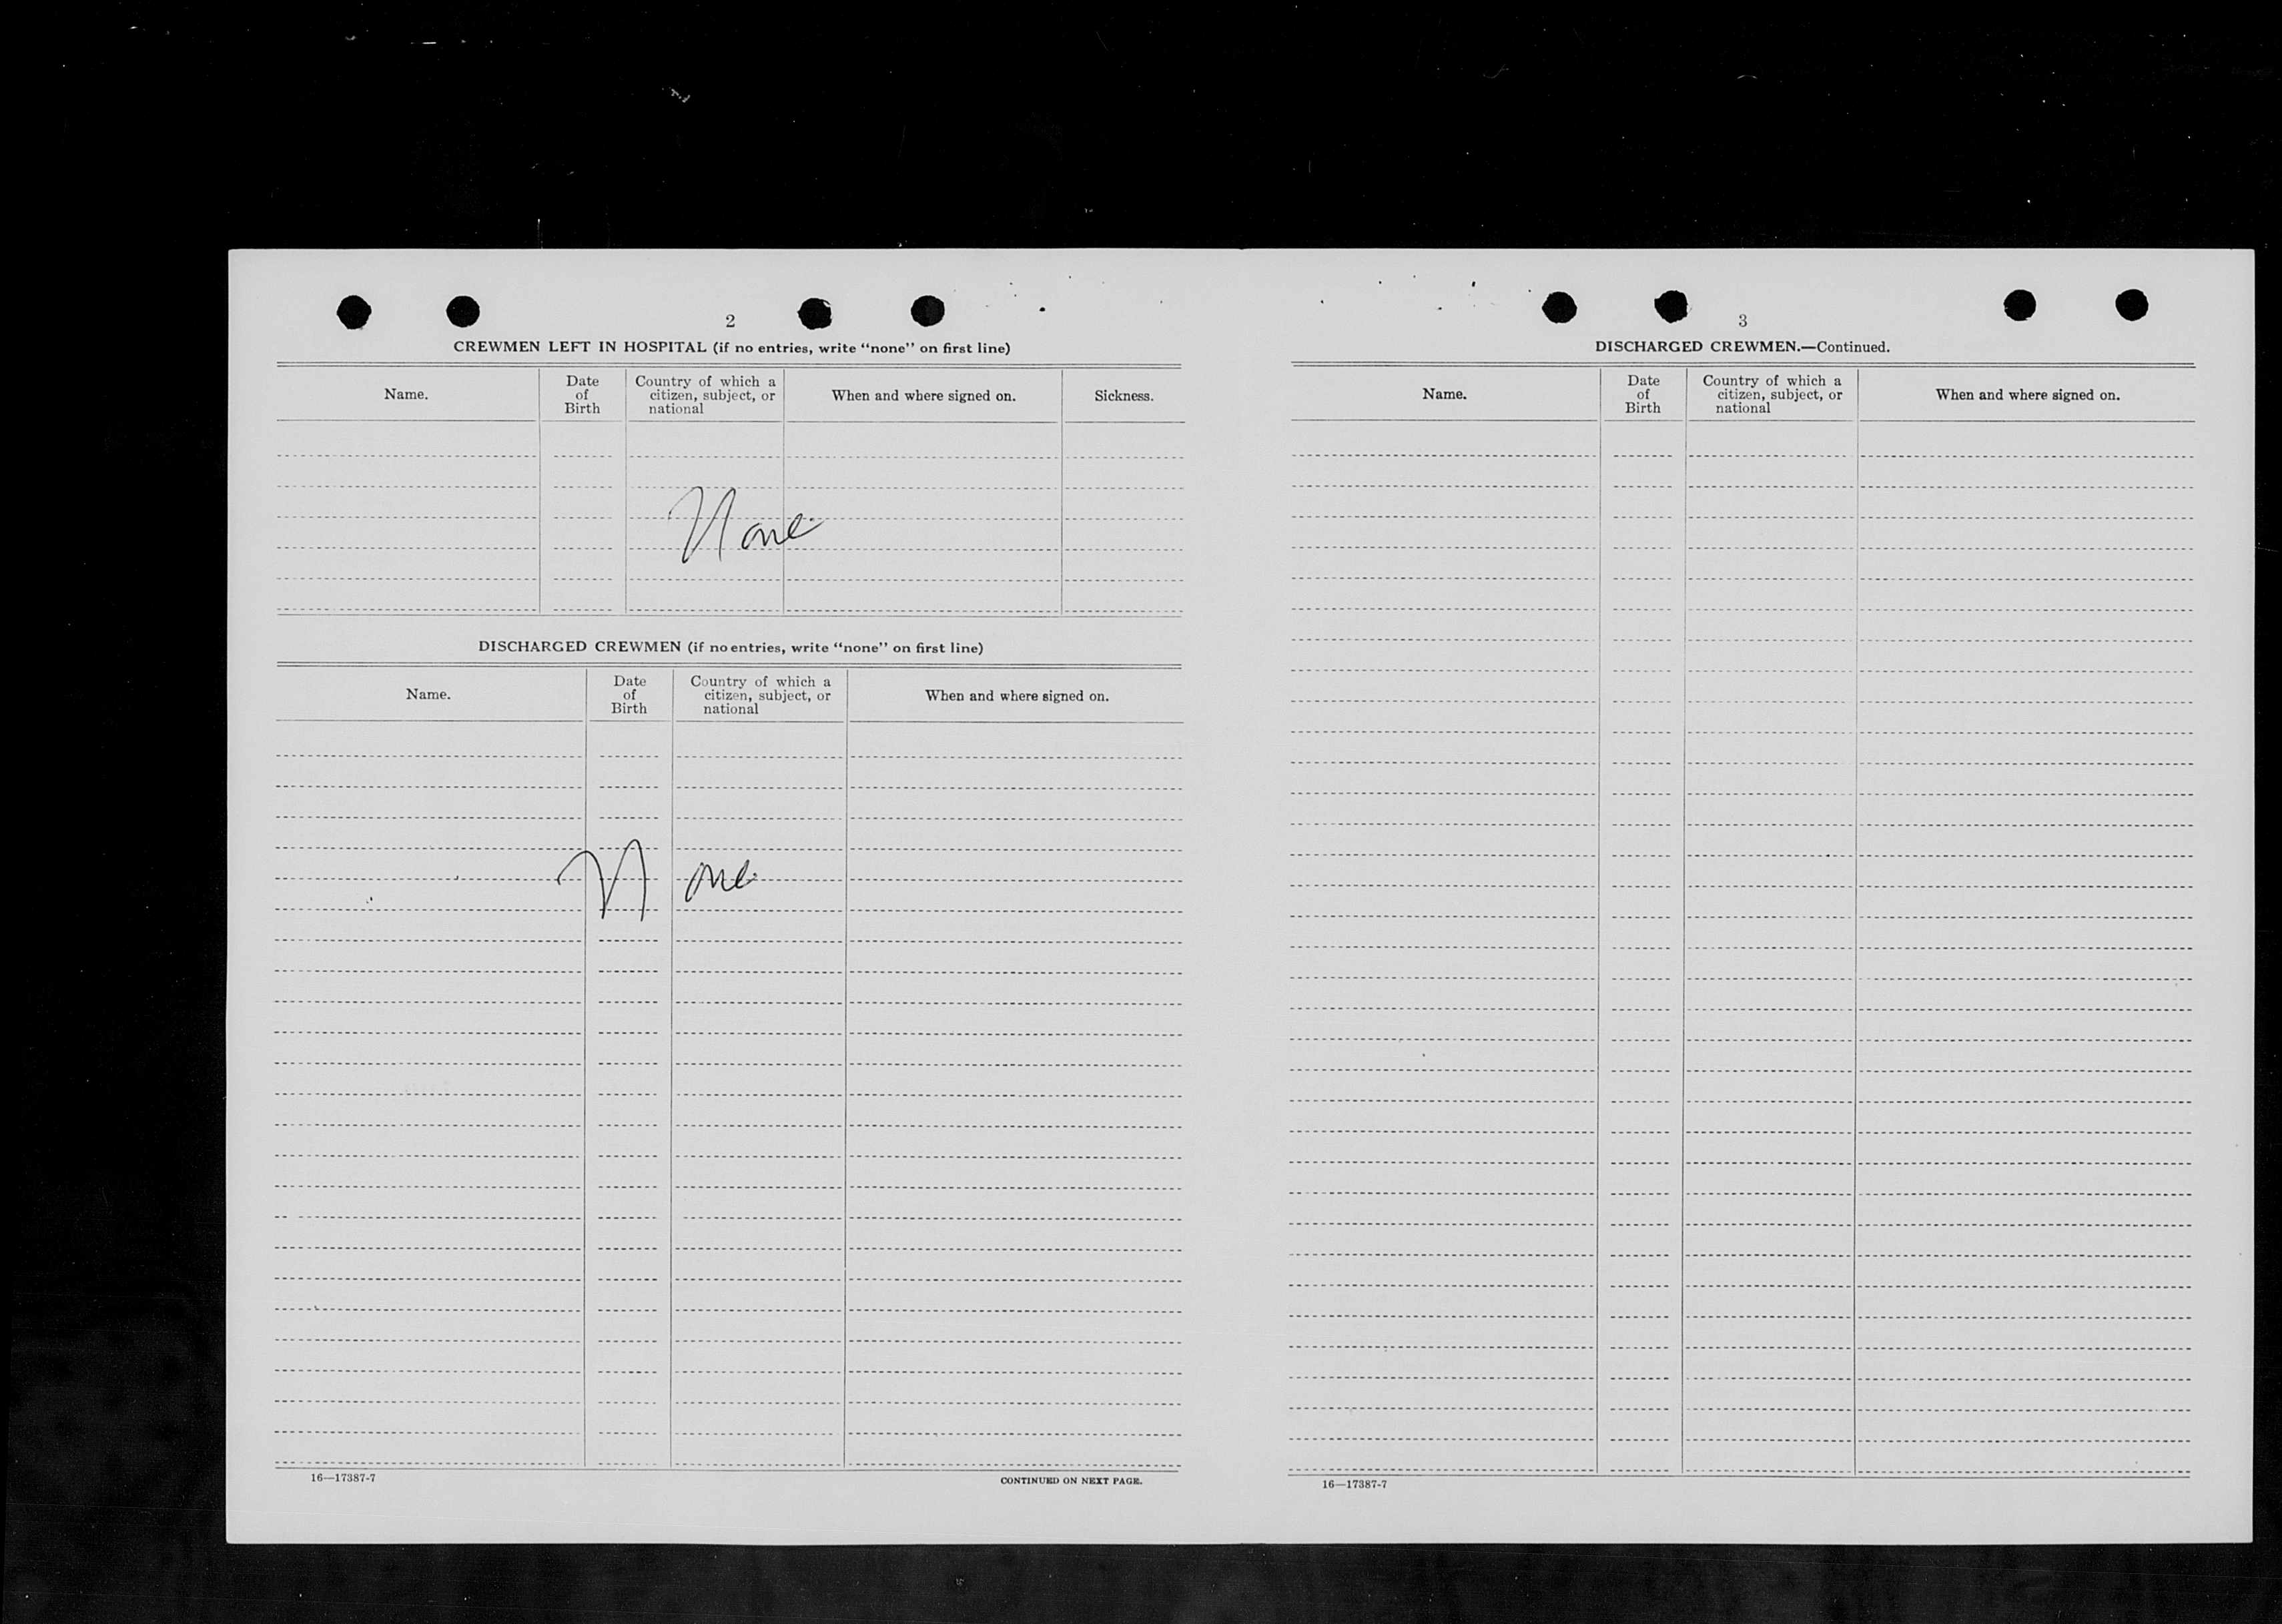 2
CREWMEN LEFT IN HOSPITAL (if no entries, write “none” on first line)
Name.
Date of Birth
Country of which a citizen, subject, or national
When and where signed on.
Sickness.
None
DISCHARGED CREWMEN (if no entries, write “none” on first line)
Name.
Date of Birth
Country of which a citizen, subject, or national
When and where signed on.
None
16—17387-7
CONTINUED ON NEXT PAGE.
3
DISCHARGED CREWMEN.—Continued.
Name.
Date of Birth
Country of which a citizen, subject, or national
When and where signed on.
16—17387-7